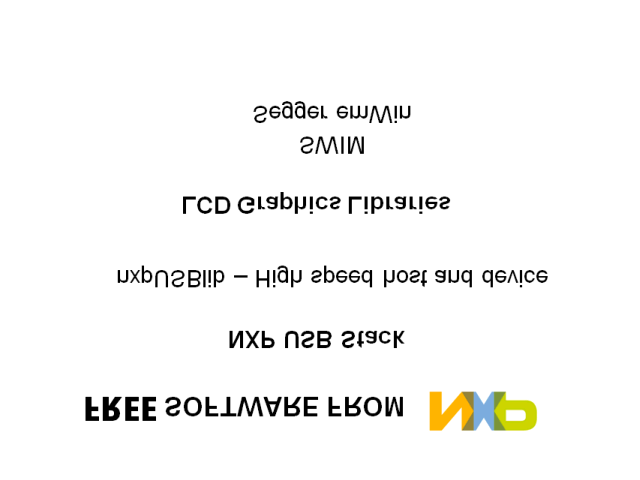 FREE SOFTWARE FROM NXP
NXP USB Stack
nxpUSBlib – High speed host and device
LCD Graphics Libraries
SWIM
Segger emWin